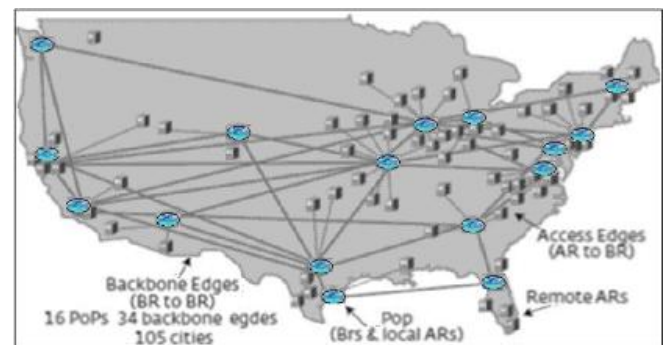 Backbone Edges
(BR to BR)
16 PoPs 34 backbone egdes
105 cities
Pop
(Brs & local ARs)
Access Edges
(AR to BR)
Remote ARs